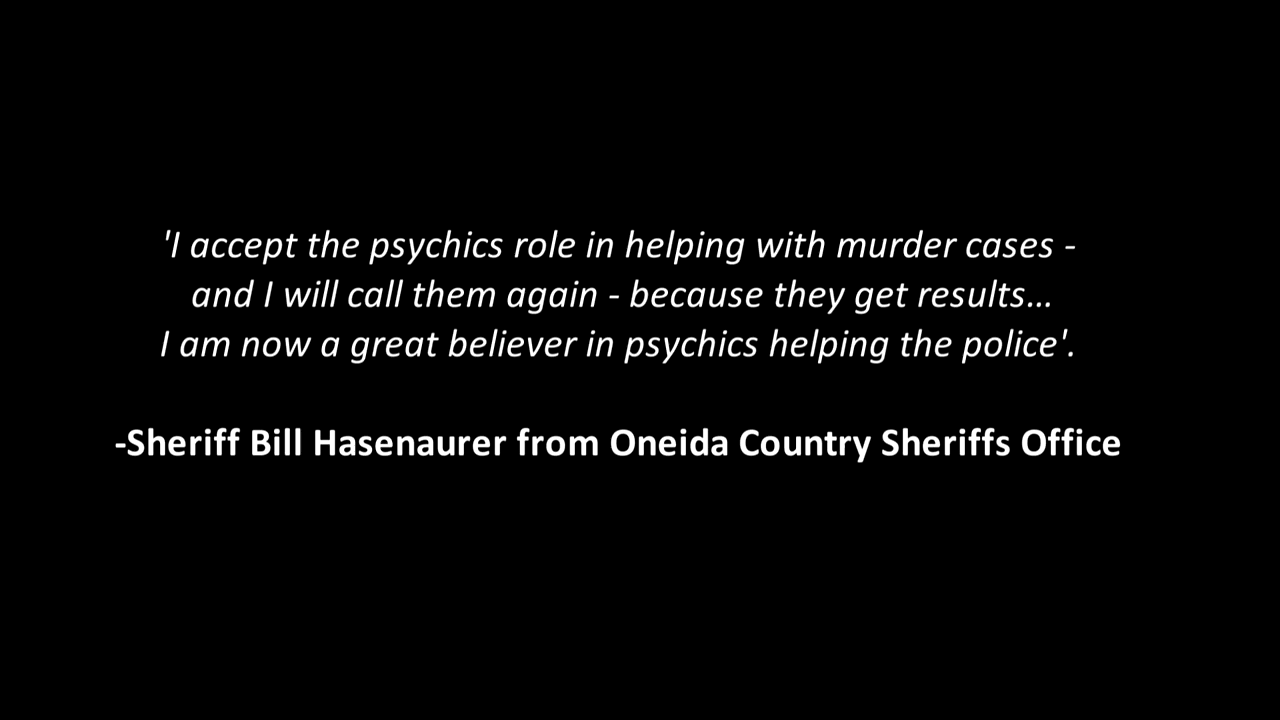 'I accept the psychics role in helping with murder cases -
and I will call them again - because they get results...
I am now a great believer in psychics helping the police'.
-Sheriff Bill Hasenaurer from Oneida Country Sheriffs Office